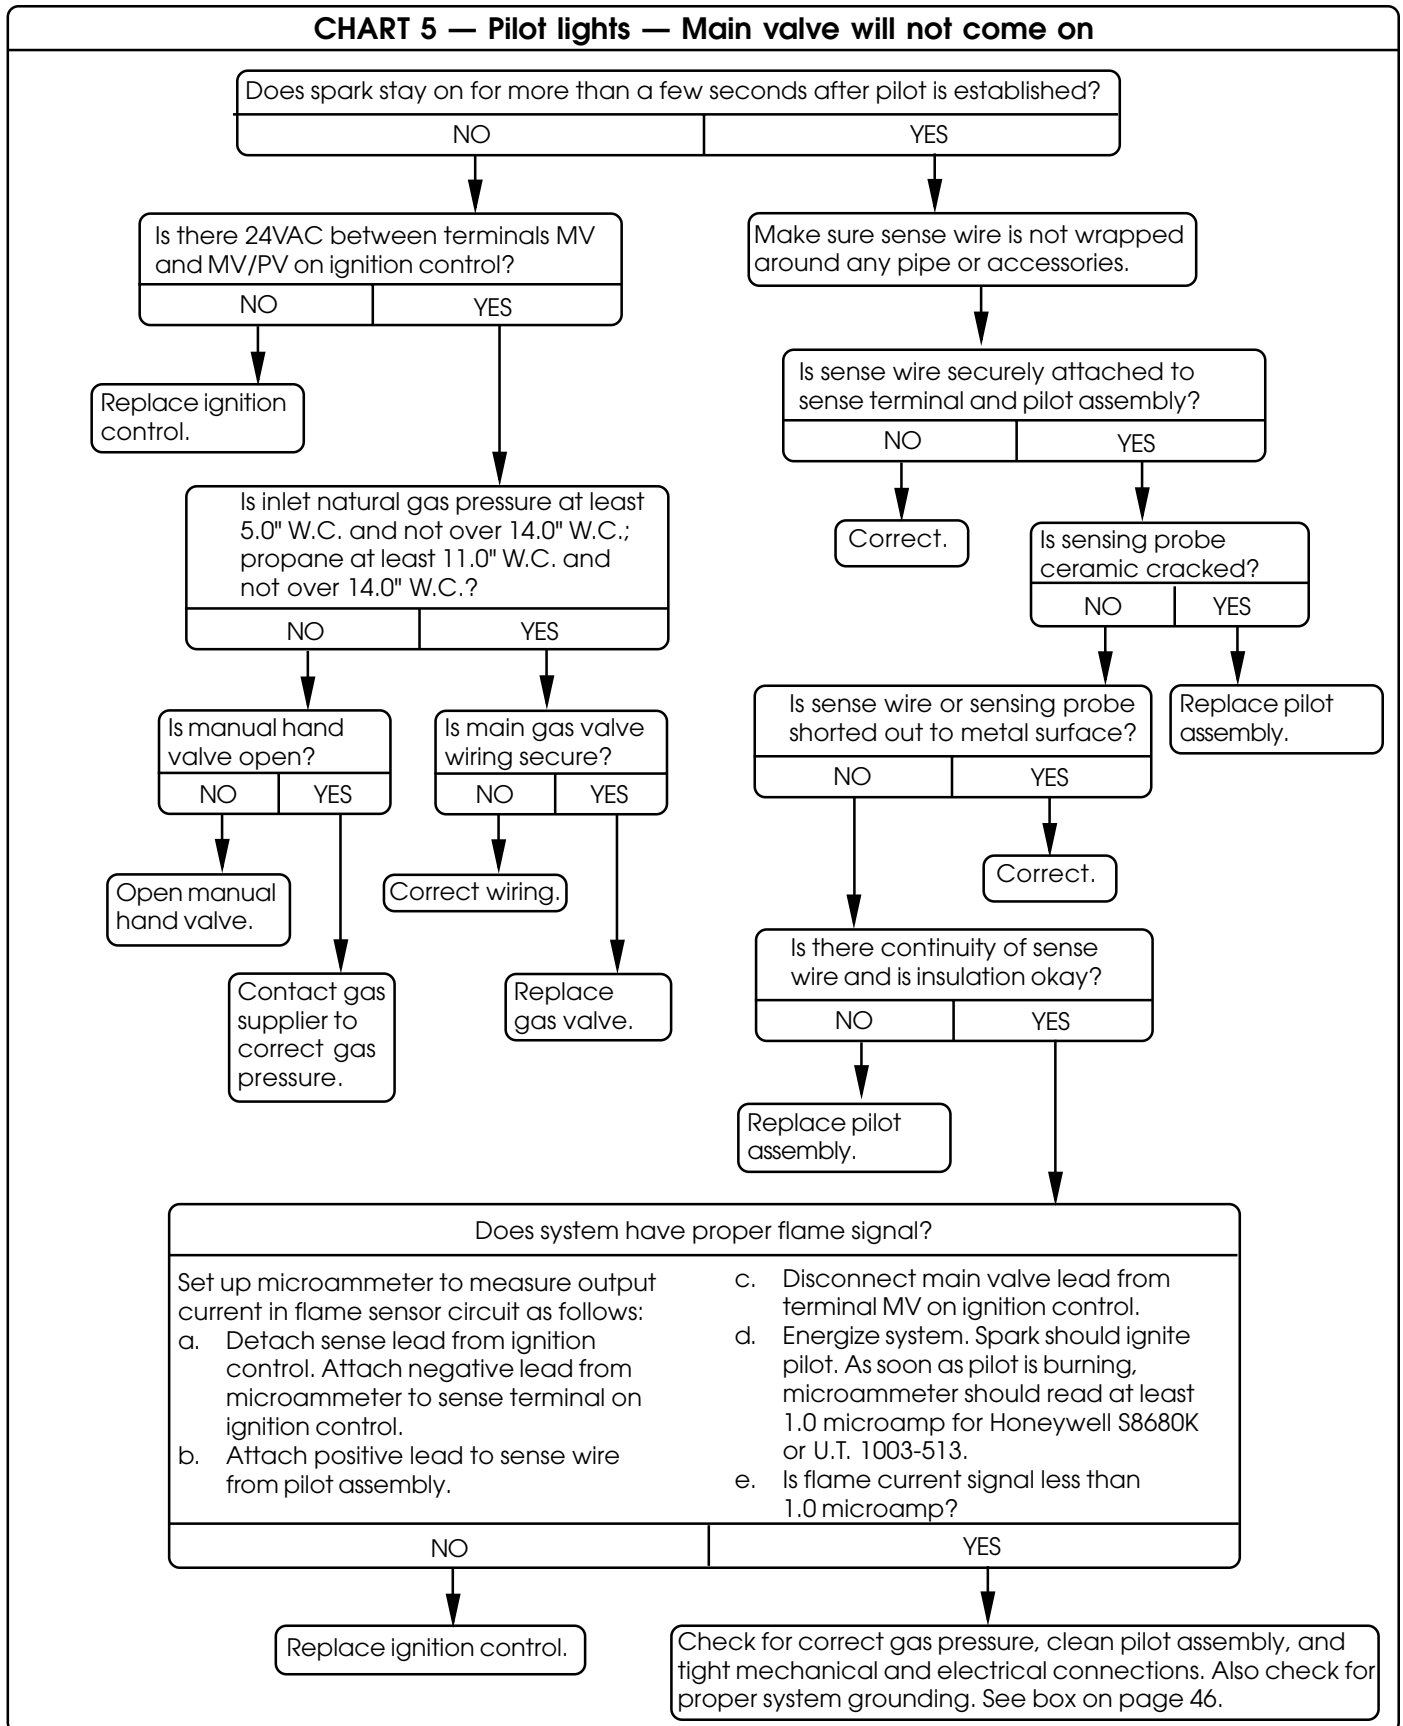 CHART 5 — Pilot lights — Main valve will not come on
Does spark stay on for more than a few seconds after pilot is established?
NO
YES
Is there 24VAC between terminals MV
and MV/PV on ignition control?
NO
YES
Replace ignition
control.
Is inlet natural gas pressure at least
5.0" W.C. and not over 14.0" W.C.;
propane at least 11.0" W.C. and
not over 14.0" W.C.?
NO
YES
Is manual hand
valve open?
NO
YES
Open manual
hand valve.
Contact gas
supplier to
correct gas
pressure.
Is main gas valve
wiring secure?
NO
YES
Correct wiring.
Replace
gas valve.
Make sure sense wire is not wrapped
around any pipe or accessories.
Is sense wire securely attached to
sense terminal and pilot assembly?
NO
YES
Correct.
Is sensing probe
ceramic cracked?
NO
YES
Replace pilot
assembly.
Is sense wire or sensing probe
shorted out to metal surface?
NO
YES
Correct.
Is there continuity of sense
wire and is insulation okay?
NO
YES
Replace pilot
assembly.
Does system have proper flame signal?
Set up microammeter to measure output
current in flame sensor circuit as follows:
a. Detach sense lead from ignition
control. Attach negative lead from
microammeter to sense terminal on
ignition control.
b. Attach positive lead to sense wire
from pilot assembly.
c. Disconnect main valve lead from
terminal MV on ignition control.
d. Energize system. Spark should ignite
pilot. As soon as pilot is burning,
microammeter should read at least
1.0 microamp for Honeywell S8680K
or U.T. 1003-513.
e. Is flame current signal less than
1.0 microamp?
NO
YES
Replace ignition control.
Check for correct gas pressure, clean pilot assembly, and
tight mechanical and electrical connections. Also check for
proper system grounding. See box on page 46.